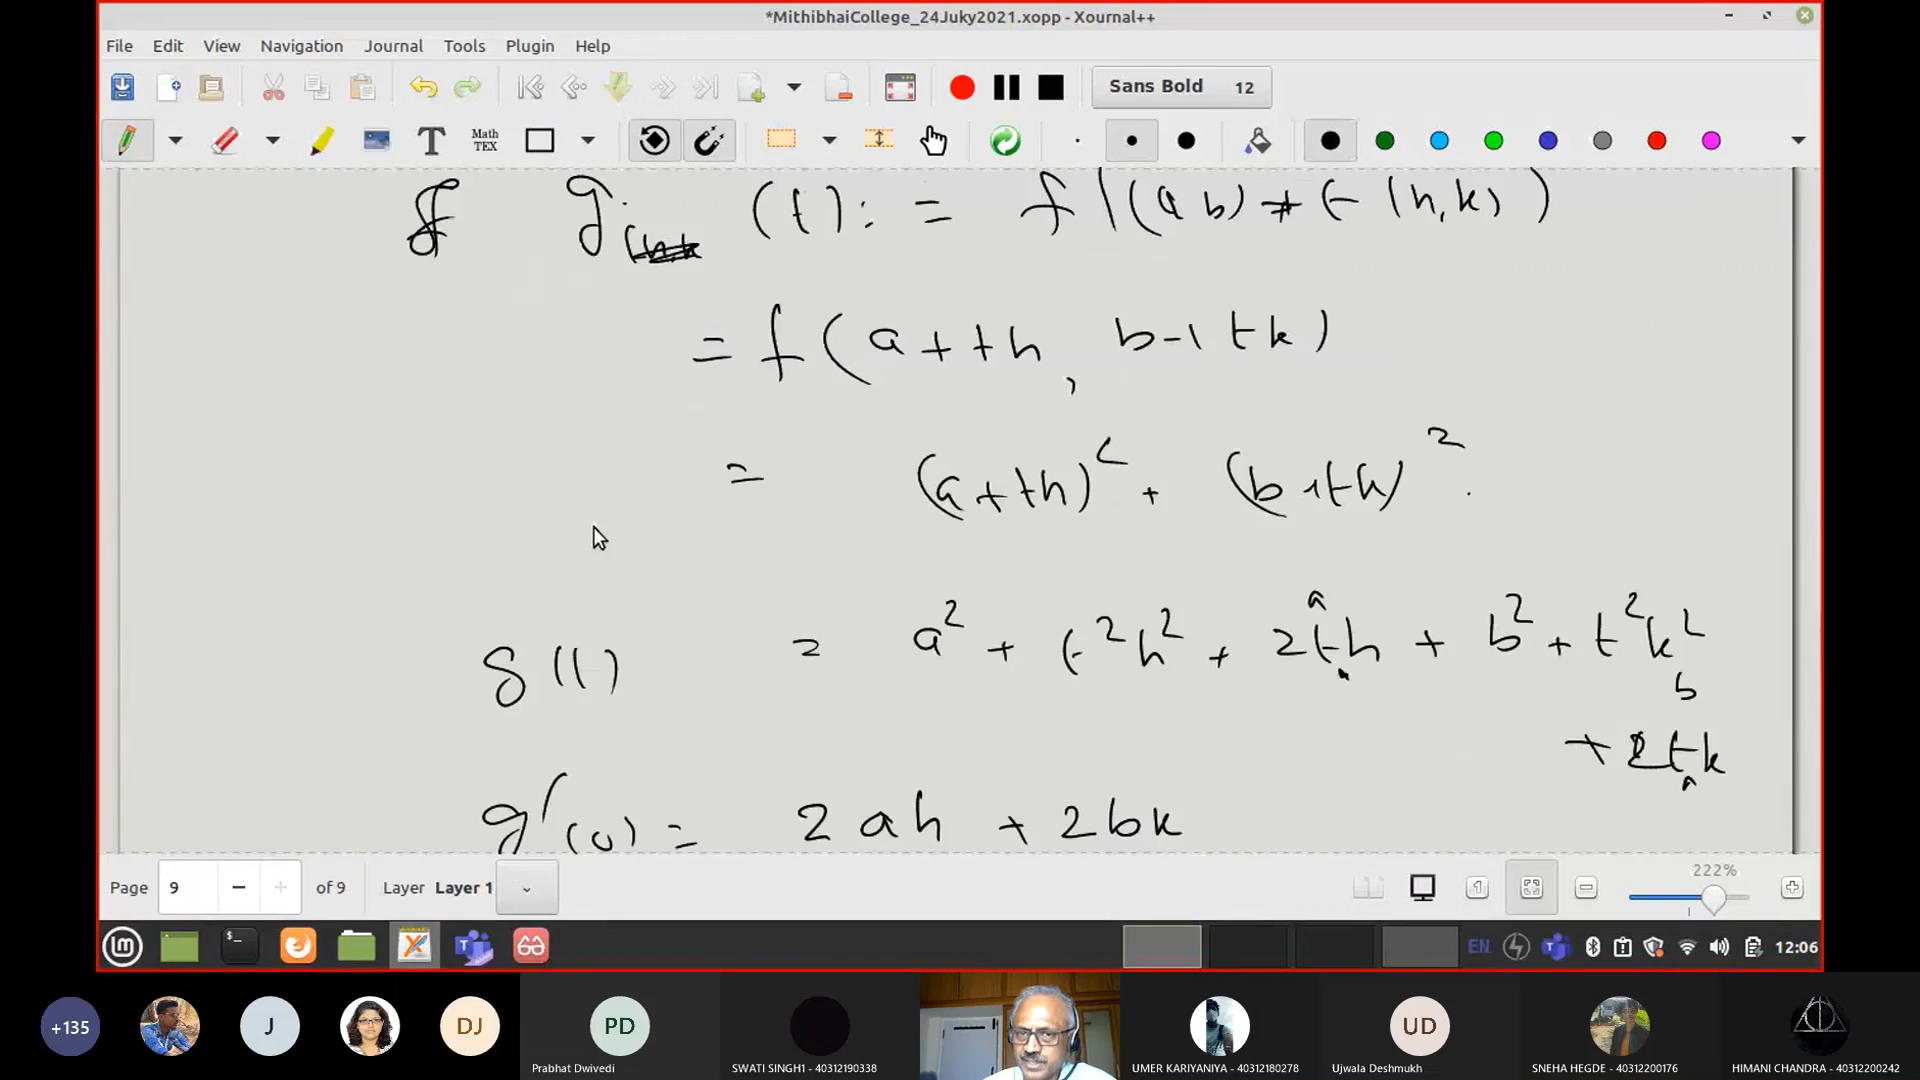 *MithibhaiCollege_24Juky2021.xopp - Xournal++
File Edit View Navigation Journal Tools Plugin Help
Sans Bold 12
T Math TEX
g (t) : = f((a b) + t (h, k))
= f(a + th, b + tk)
= (a + th)² + (b + tk)².
g(t) = a² + t²h² + 2ath + b² + t²k²
+ 2tbk
g'(0) = 2ah + 2bk
222%
Page 9 of 9 Layer Layer 1
EN 12:06
+135 J DJ PD UD
Prabhat Dwivedi SWATI SINGH1 - 40312190338 UMER KARIYANIYA - 40312180278 Ujwala Deshmukh SNEHA HEGDE - 40312200176 HIMANI CHANDRA - 40312200242